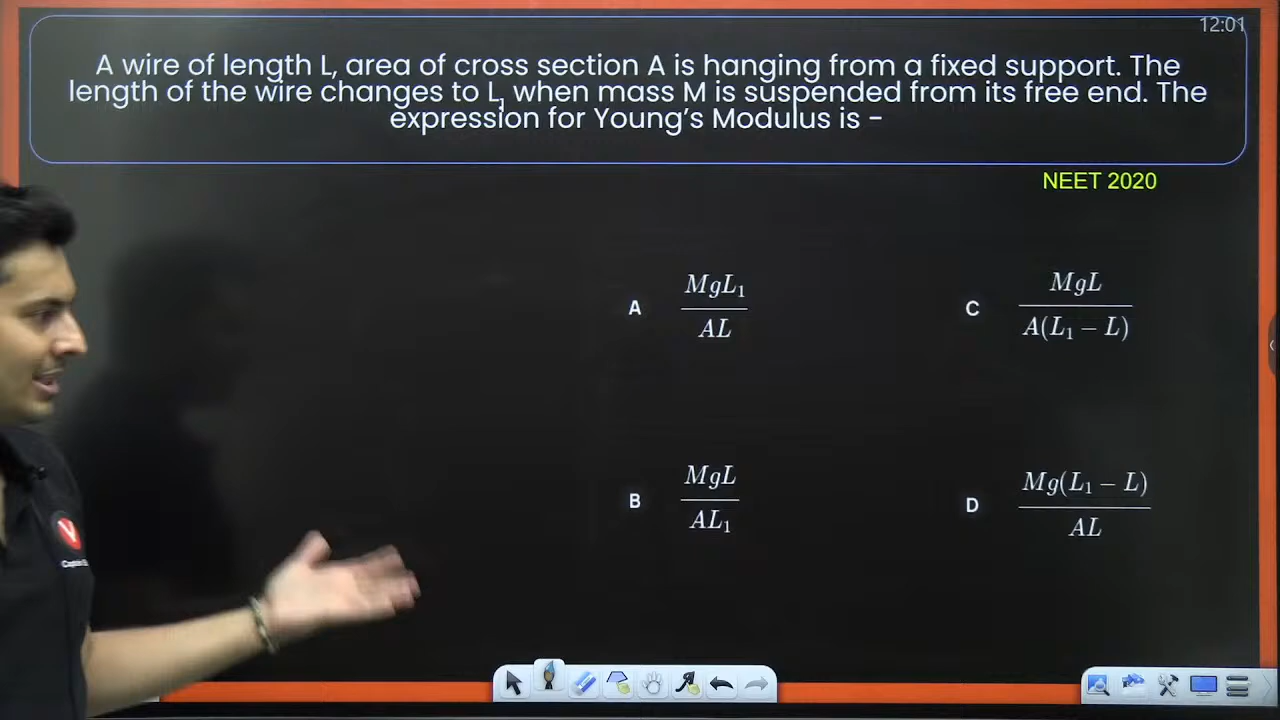 12:01
A wire of length L, area of cross section A is hanging from a fixed support. The
length of the wire changes to L₁ when mass M is suspended from its free end. The
expression for Young's Modulus is -
NEET 2020
A MgL₁ / AL
C MgL / A(L₁ − L)
B MgL / AL₁
D Mg(L₁ − L) / AL
V